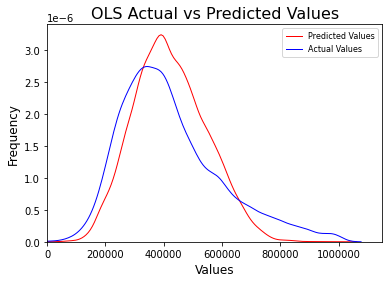 OLS Actual vs Predicted Values
1e−6
Predicted Values
Actual Values
3.0
2.5
2.0
1.5
1.0
0.5
0.0
Frequency
0 200000 400000 600000 800000 1000000
Values